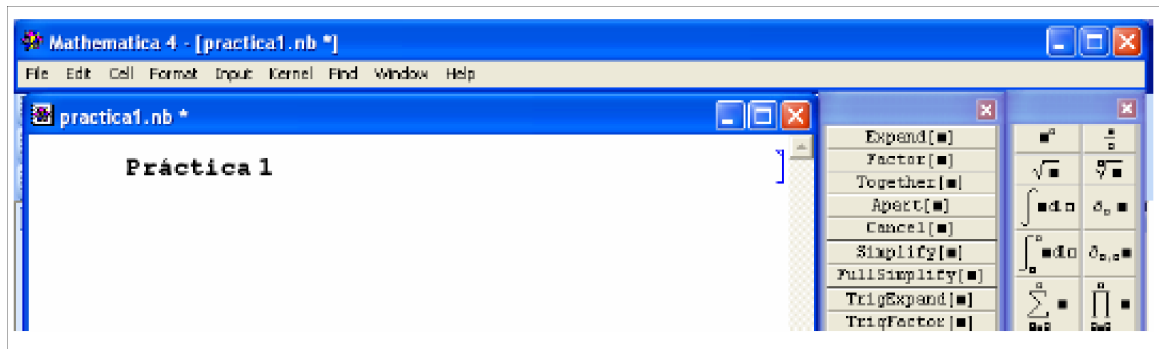 Mathematica 4 - [practica1.nb *]
File Edit Cell Format Input Kernel Find Window Help
practica1.nb *
Práctica 1
Expand[■]
Factor[■]
Together[■]
Apart[■]
Cancel[■]
Simplify[■]
FullSimplify[■]
TrigExpand[■]
TrigFactor[■]
■□ ■/□
√■ □√■
∫■d□ ∂□ ■
∫□□■d□ ∂□,□■
∑ ■ ∏ ■